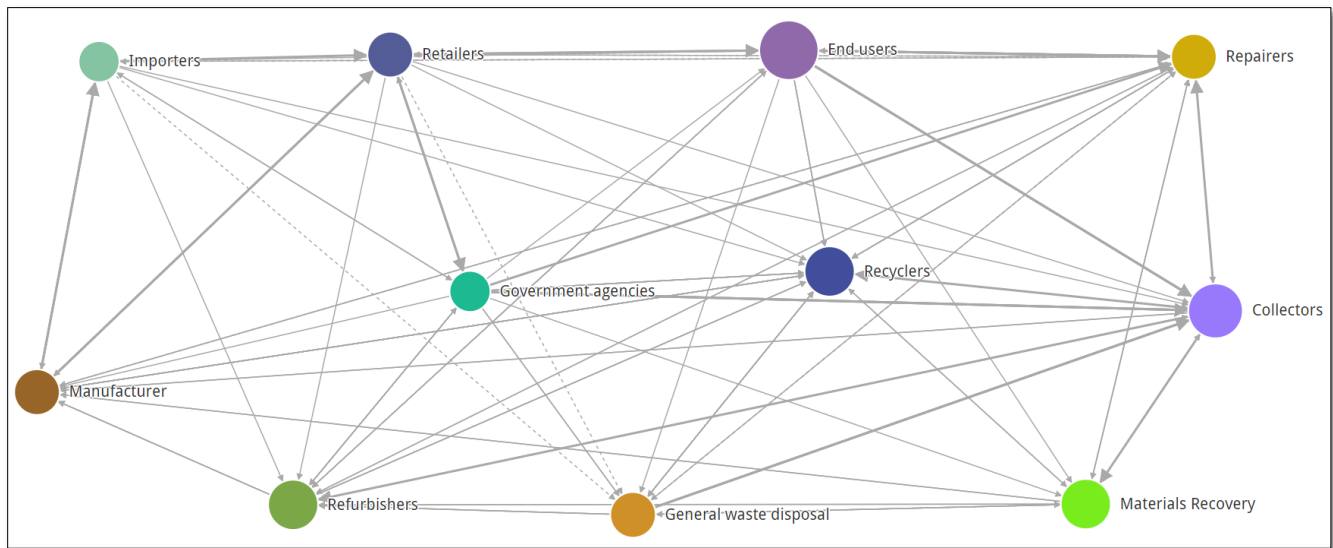 Importers
Retailers
End users
Repairers
Recyclers
Government agencies
Collectors
Manufacturer
Refurbishers
General waste disposal
Materials Recovery